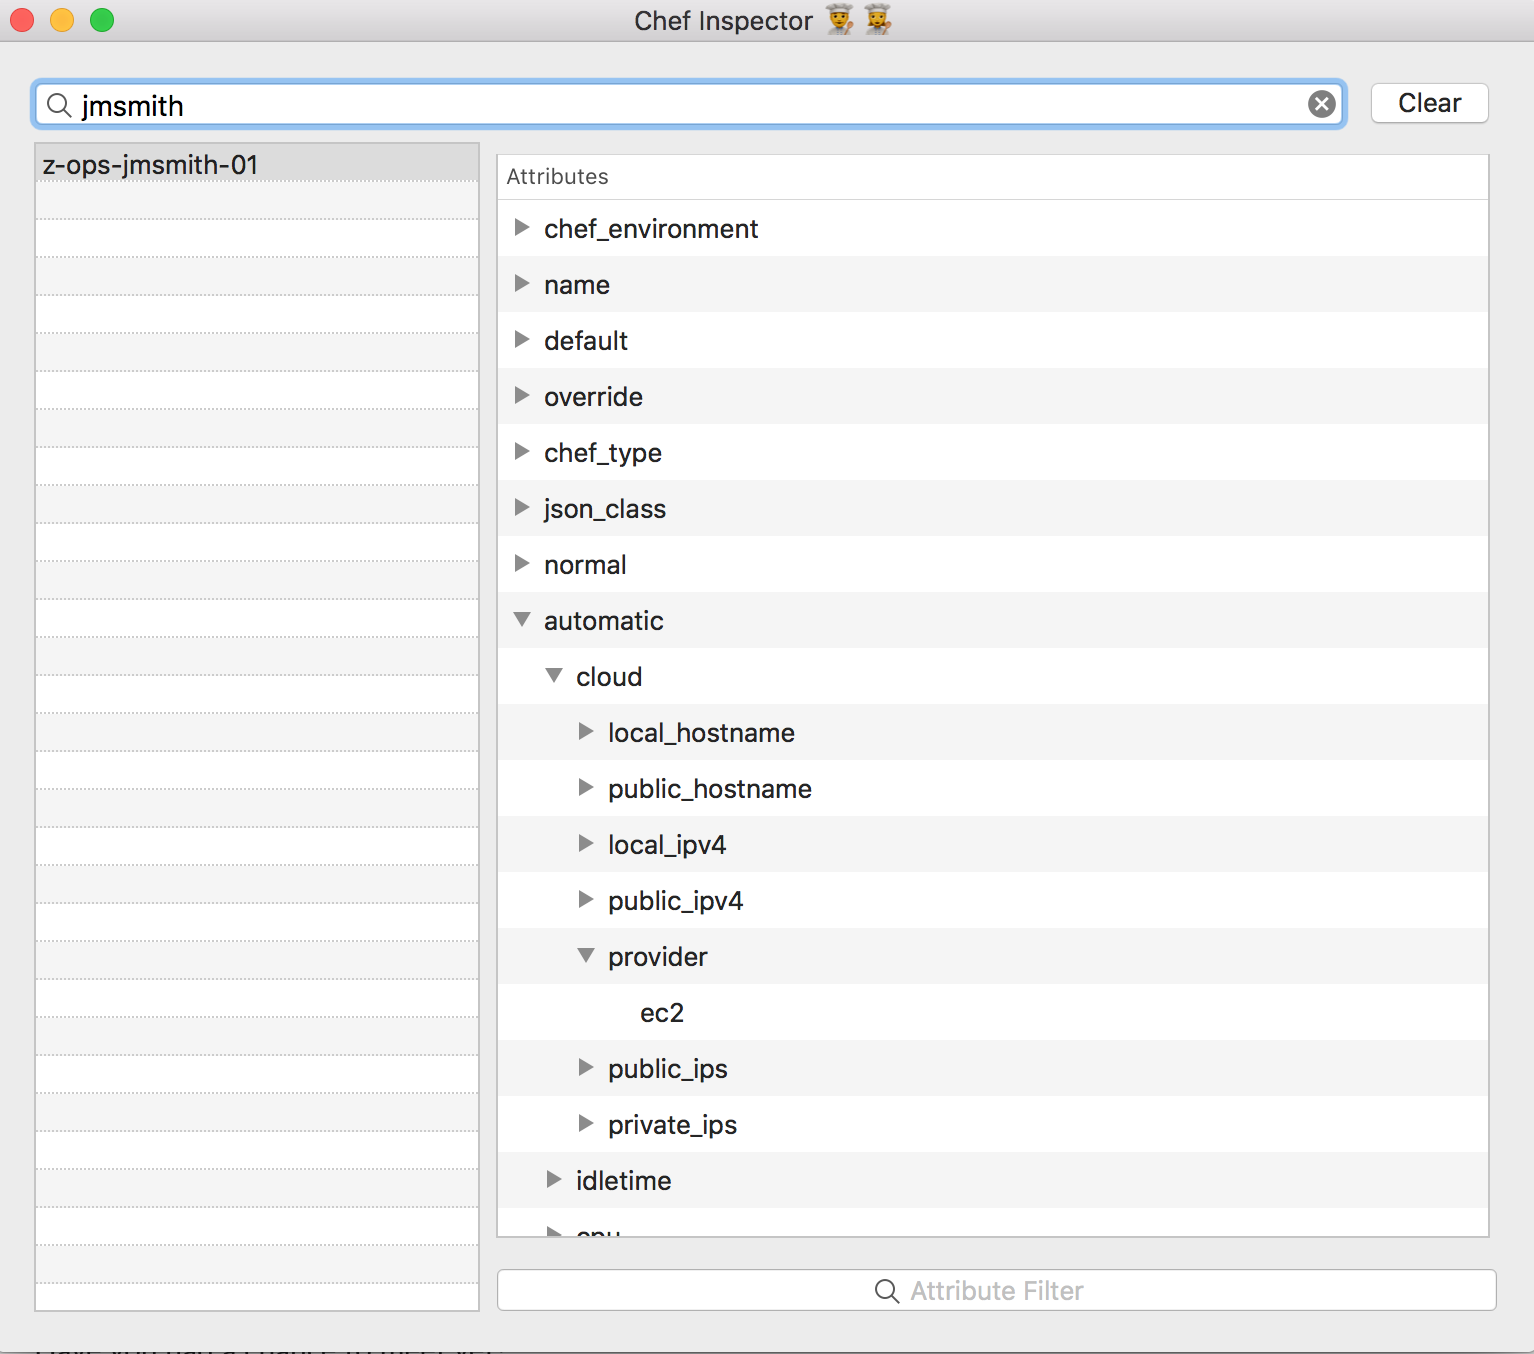 Chef Inspector 👨‍🍳 👩‍🍳
jmsmith
Clear
z-ops-jmsmith-01
Attributes
chef_environment
name
default
override
chef_type
json_class
normal
automatic
cloud
local_hostname
public_hostname
local_ipv4
public_ipv4
provider
ec2
public_ips
private_ips
idletime
cpu
Attribute Filter